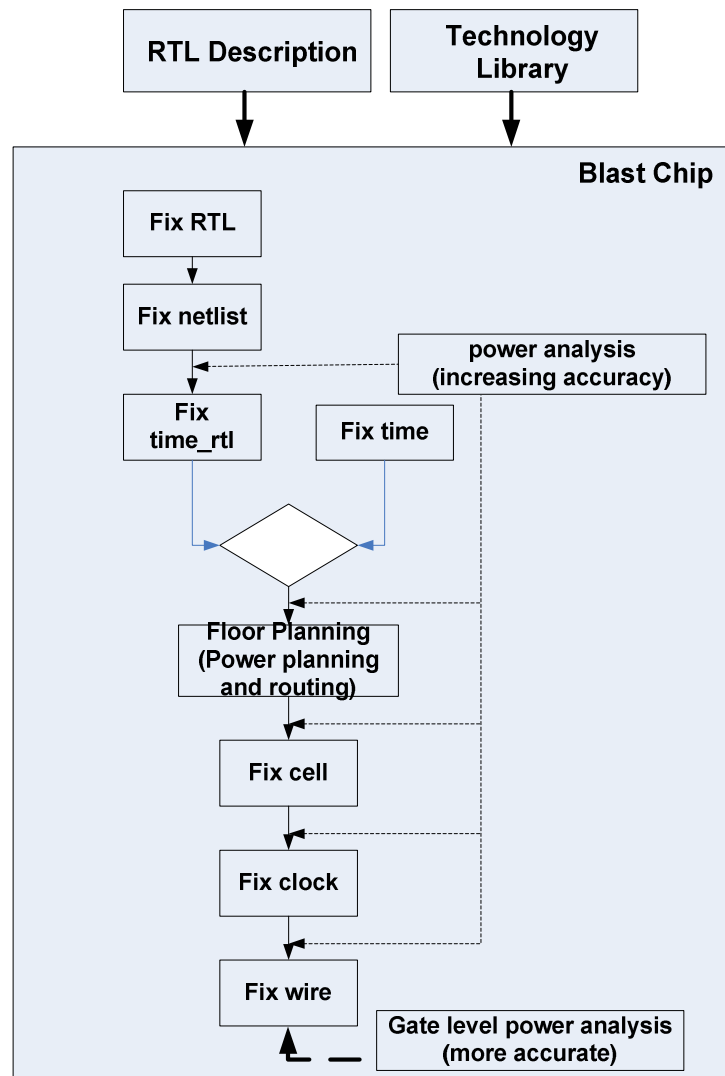 RTL Description
Technology
Library
Blast Chip
Fix RTL
Fix netlist
power analysis
(increasing accuracy)
Fix
time_rtl
Fix time
Floor Planning
(Power planning
and routing)
Fix cell
Fix clock
Fix wire
Gate level power analysis
(more accurate)